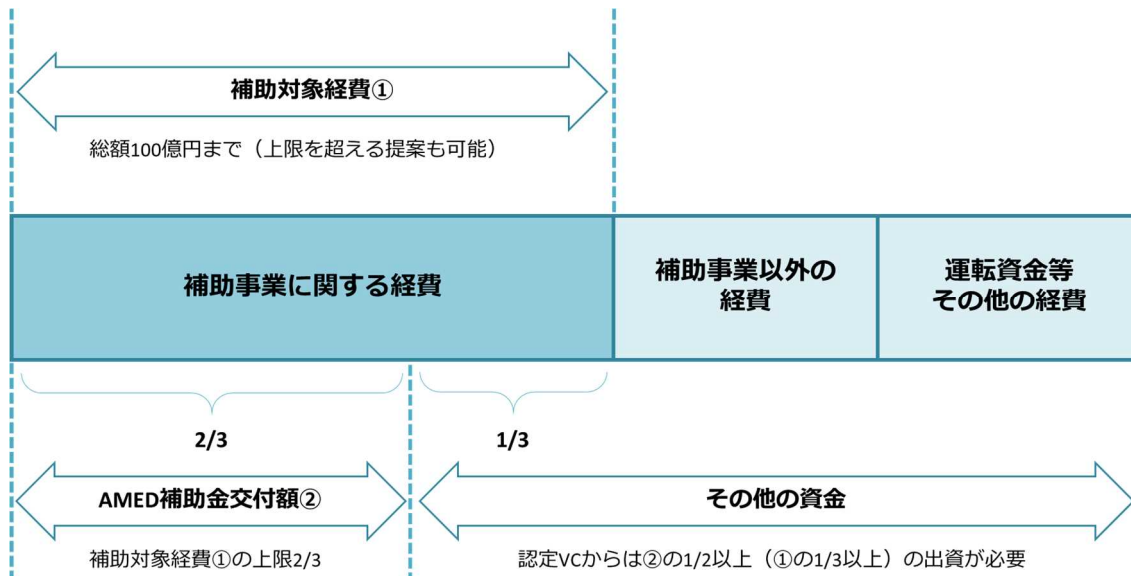 補助対象経費①
総額100億円まで（上限を超える提案も可能）
補助事業に関する経費
補助事業以外の
経費
運転資金等
その他の経費
2/3
1/3
AMED補助金交付額②
その他の資金
補助対象経費①の上限2/3
認定VCからは②の1/2以上（①の1/3以上）の出資が必要